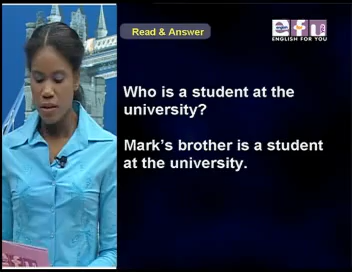 Read & Answer
efu
english
ENGLISH FOR YOU
Who is a student at the
university?
Mark's brother is a student
at the university.